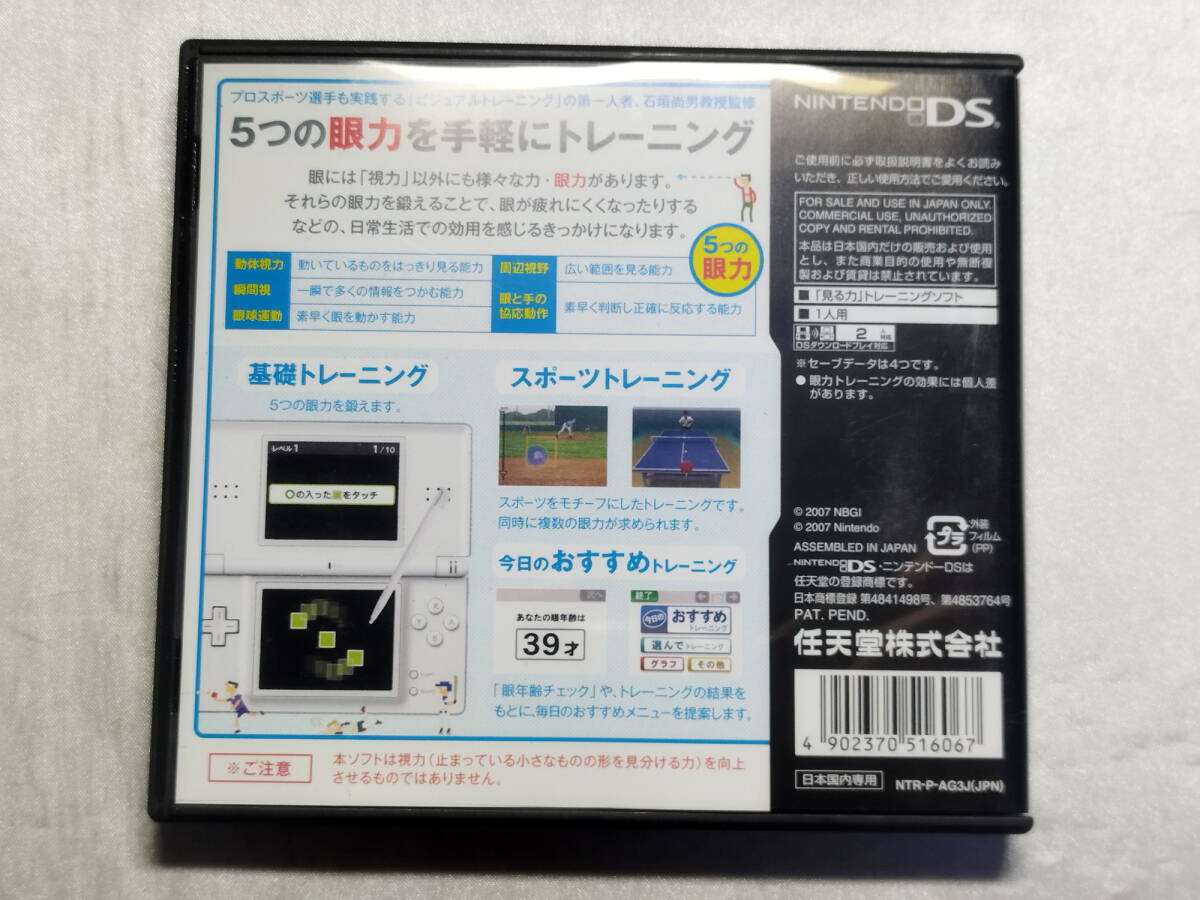 プロスポーツ選手も実践する「ビジュアルトレーニング」の第一人者、石垣尚男教授監修
5つの眼力を手軽にトレーニング
眼には「視力」以外にも様々な力・眼力があります。
それらの眼力を鍛えることで、眼が疲れにくくなったりする
などの、日常生活での効用を感じるきっかけになります。
5つの
眼力
動体視力 動いているものをはっきり見る能力
瞬間視 一瞬で多くの情報をつかむ能力
眼球運動 素早く眼を動かす能力
周辺視野 広い範囲を見る能力
眼と手の
協応動作 素早く判断し正確に反応する能力
基礎トレーニング
5つの眼力を鍛えます。
レベル1 1/10
○の入った■をタッチ
スポーツトレーニング
スポーツをモチーフにしたトレーニングです。
同時に複数の眼力が求められます。
今日のおすすめトレーニング
次へ
あなたの眼年齢は
39才
終了
今日の おすすめ
トレーニング
選んでトレーニング
グラフ その他
「眼年齢チェック」や、トレーニングの結果を
もとに、毎日のおすすめメニューを提案します。
※ご注意
本ソフトは視力(止まっている小さなものの形を見分ける力)を向上
させるものではありません。
NINTENDO DS®
ご使用前に必ず取扱説明書をよくお読み
いただき、正しい使用方法でご愛用ください。
FOR SALE AND USE IN JAPAN ONLY.
COMMERCIAL USE, UNAUTHORIZED
COPY AND RENTAL PROHIBITED.
本品は日本国内だけの販売および使用
とし、また商業目的の使用や無断複
製および賃貸は禁止されています。
■「見る力」トレーニングソフト
■ 1人用
2人対応
DSダウンロードプレイ対応
※セーブデータは4つです。
● 眼力トレーニングの効果には個人差
があります。
© 2007 NBGI
© 2007 Nintendo
ASSEMBLED IN JAPAN
プラ
外装
フィルム
(PP)
NINTENDO DS・ニンテンドーDSは
任天堂の登録商標です。
日本商標登録 第4841498号、第4853764号
PAT. PEND.
任天堂株式会社
4 902370 516067
日本国内専用
NTR-P-AG3J(JPN)